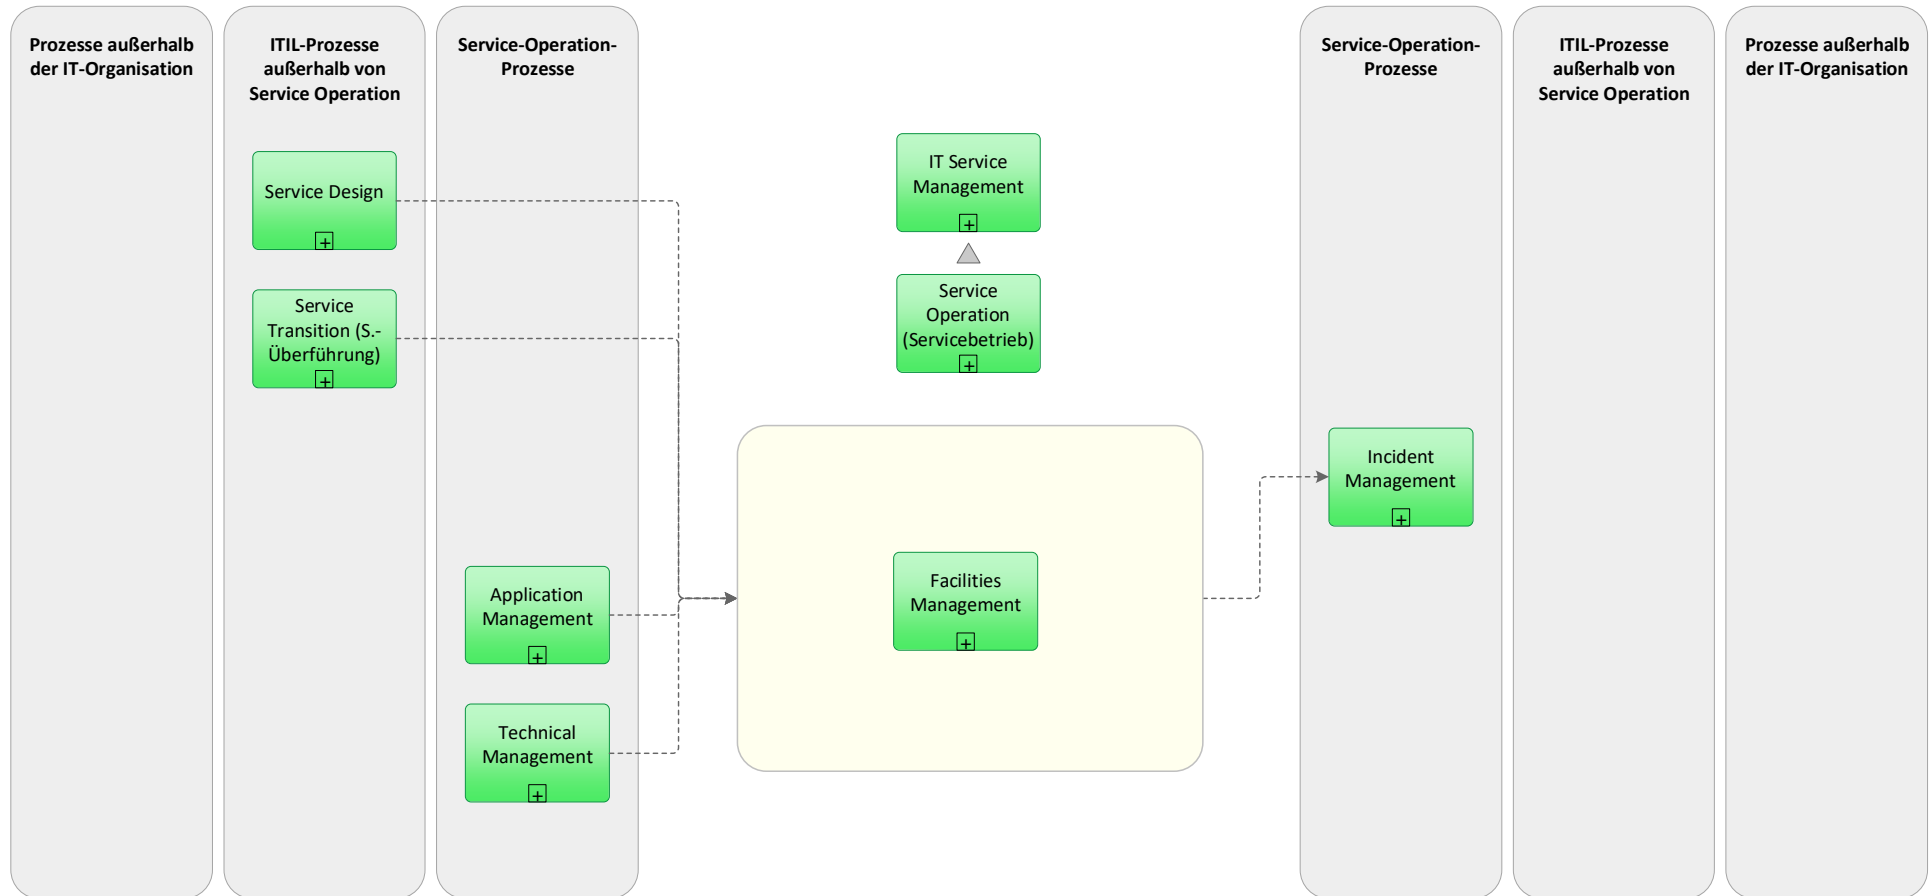 Prozesse außerhalb
der IT-Organisation
ITIL-Prozesse
außerhalb von
Service Operation
Service-Operation-
Prozesse
Service-Operation-
Prozesse
ITIL-Prozesse
außerhalb von
Service Operation
Prozesse außerhalb
der IT-Organisation
Service Design
Service
Transition (S.-
Überführung)
Application
Management
Technical
Management
IT Service
Management
Service
Operation
(Servicebetrieb)
Facilities
Management
Incident
Management